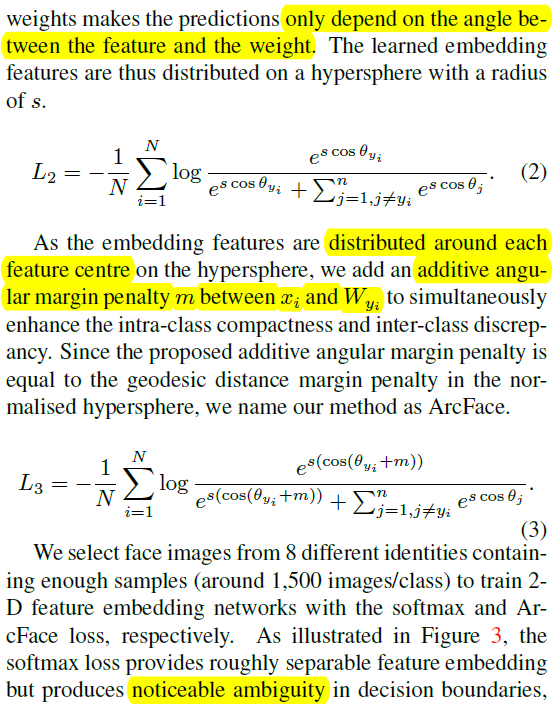 weights makes the predictions only depend on the angle be-
tween the feature and the weight. The learned embedding
features are thus distributed on a hypersphere with a radius
of s.
L_2 = -\frac{1}{N} \sum_{i=1}^{N} \log \frac{e^{s \cos \theta_{y_i}}}{e^{s \cos \theta_{y_i}} + \sum_{j=1, j \neq y_i}^{n} e^{s \cos \theta_j}}. (2)
As the embedding features are distributed around each
feature centre on the hypersphere, we add an additive angu-
lar margin penalty m between x_i and W_{y_i} to simultaneously
enhance the intra-class compactness and inter-class discrep-
ancy. Since the proposed additive angular margin penalty is
equal to the geodesic distance margin penalty in the nor-
malised hypersphere, we name our method as ArcFace.
L_3 = -\frac{1}{N} \sum_{i=1}^{N} \log \frac{e^{s(\cos(\theta_{y_i}+m))}}{e^{s(\cos(\theta_{y_i}+m))} + \sum_{j=1, j \neq y_i}^{n} e^{s \cos \theta_j}}.
(3)
We select face images from 8 different identities contain-
ing enough samples (around 1,500 images/class) to train 2-
D feature embedding networks with the softmax and Ar-
cFace loss, respectively. As illustrated in Figure 3, the
softmax loss provides roughly separable feature embedding
but produces noticeable ambiguity in decision boundaries,